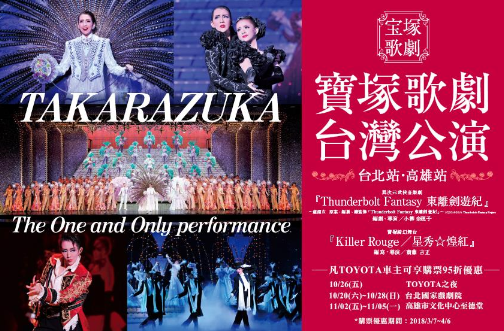 宝塚
歌劇
TAKARAZUKA
The One and Only performance
寶塚歌劇
台灣公演
台北站・高雄站
『Thunderbolt Fantasy 東離劍遊紀』
『Killer Rouge／星秀☆煌紅』
凡TOYOTA車主可享購票95折優惠
10/26(五) TOYOTA之夜
10/20(六)~10/28(日) 台北國家戲劇院
11/02(五)~11/05(一) 高雄市文化中心至德堂
*購票優惠期間：2018/3/7~4/6